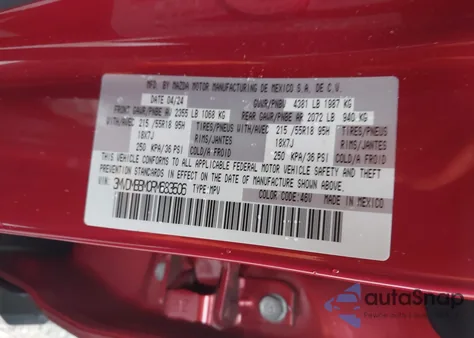 MFD. BY MAZDA MOTOR MANUFACTURING DE MEXICO S.A. DE C.V.
DATE 04/24 GVWR/PNBV 4381 LB 1987 KG
FRONT GAWR/PNBE AV 2355 LB 1068 KG REAR GAWR/PNBE AR 2072 LB 940 KG
WITH/AVEC 215/55R18 95H TIRES/PNEUS WITH/AVEC 215/55R18 95H TIRES/PNEUS
18X7J RIMS/JANTES 18X7J RIMS/JANTES
250 KPA/36 PSI COLD/A FROID 250 KPA/36 PSI COLD/A FROID
THIS VEHICLE CONFORMS TO ALL APPLICABLE FEDERAL MOTOR VEHICLE SAFETY, BUMPER, AND THEFT PREVENTION STANDARDS IN EFFECT ON THE DATE OF MANUFACTURE SHOWN ABOVE.
VIN: TYPE: MPV
COLOR CODE: 46V MADE IN MEXICO
autoSnap